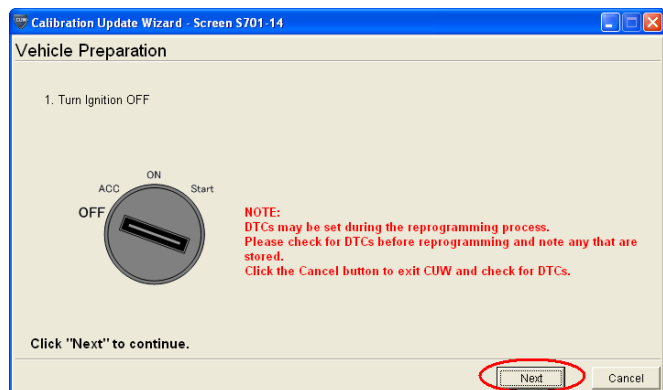 CUW Calibration Update Wizard - Screen S701-14
Vehicle Preparation
1. Turn Ignition OFF
ON
ACC Start
OFF
NOTE:
DTCs may be set during the reprogramming process.
Please check for DTCs before reprogramming and note any that are
stored.
Click the Cancel button to exit CUW and check for DTCs.
Click "Next" to continue.
Next Cancel